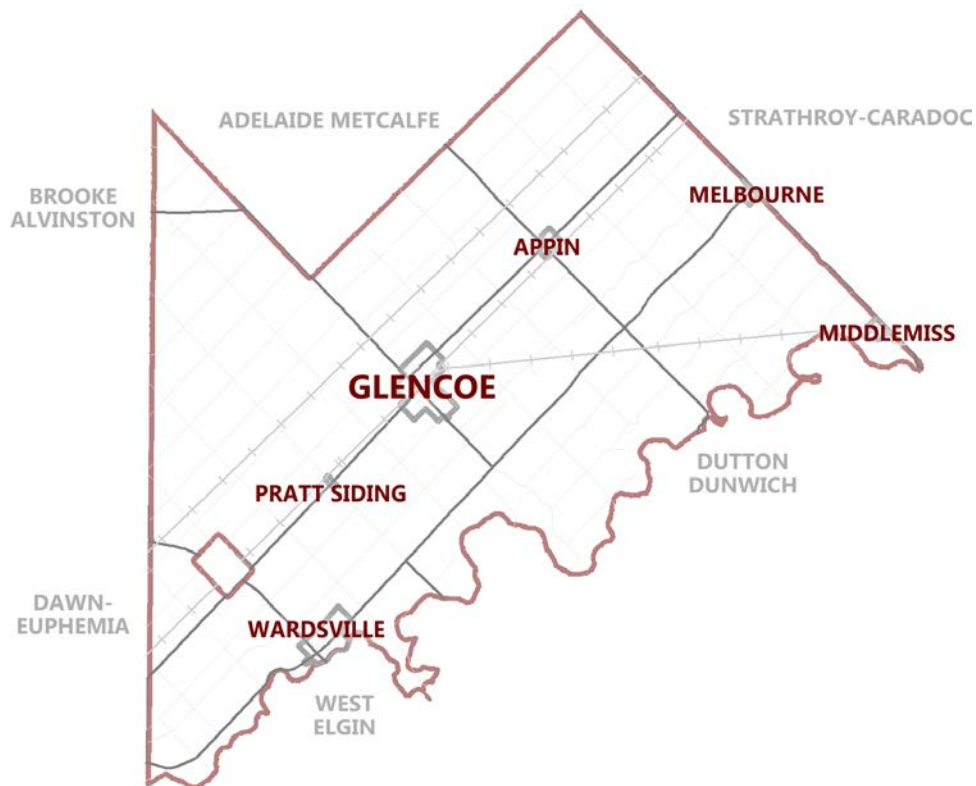 ADELAIDE METCALFE
STRATHROY-CARADOC
BROOKE
ALVINSTON
MELBOURNE
APPIN
MIDDLEMISS
GLENCOE
DUTTON
DUNWICH
PRATT SIDING
DAWN-
EUPHEMIA
WARDSVILLE
WEST
ELGIN